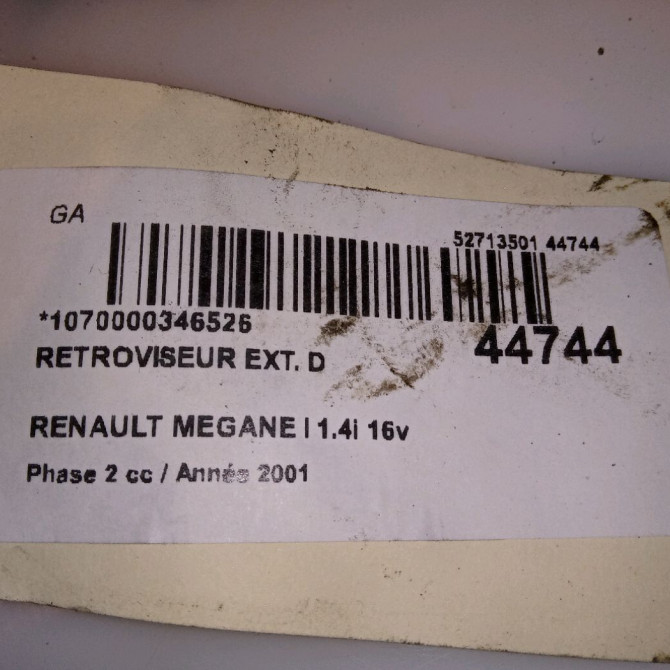 GA
52713501 44744
*1070000346526
44744
RETROVISEUR EXT. D
RENAULT MEGANE I 1.4i 16v
Phase 2 cc / Année 2001